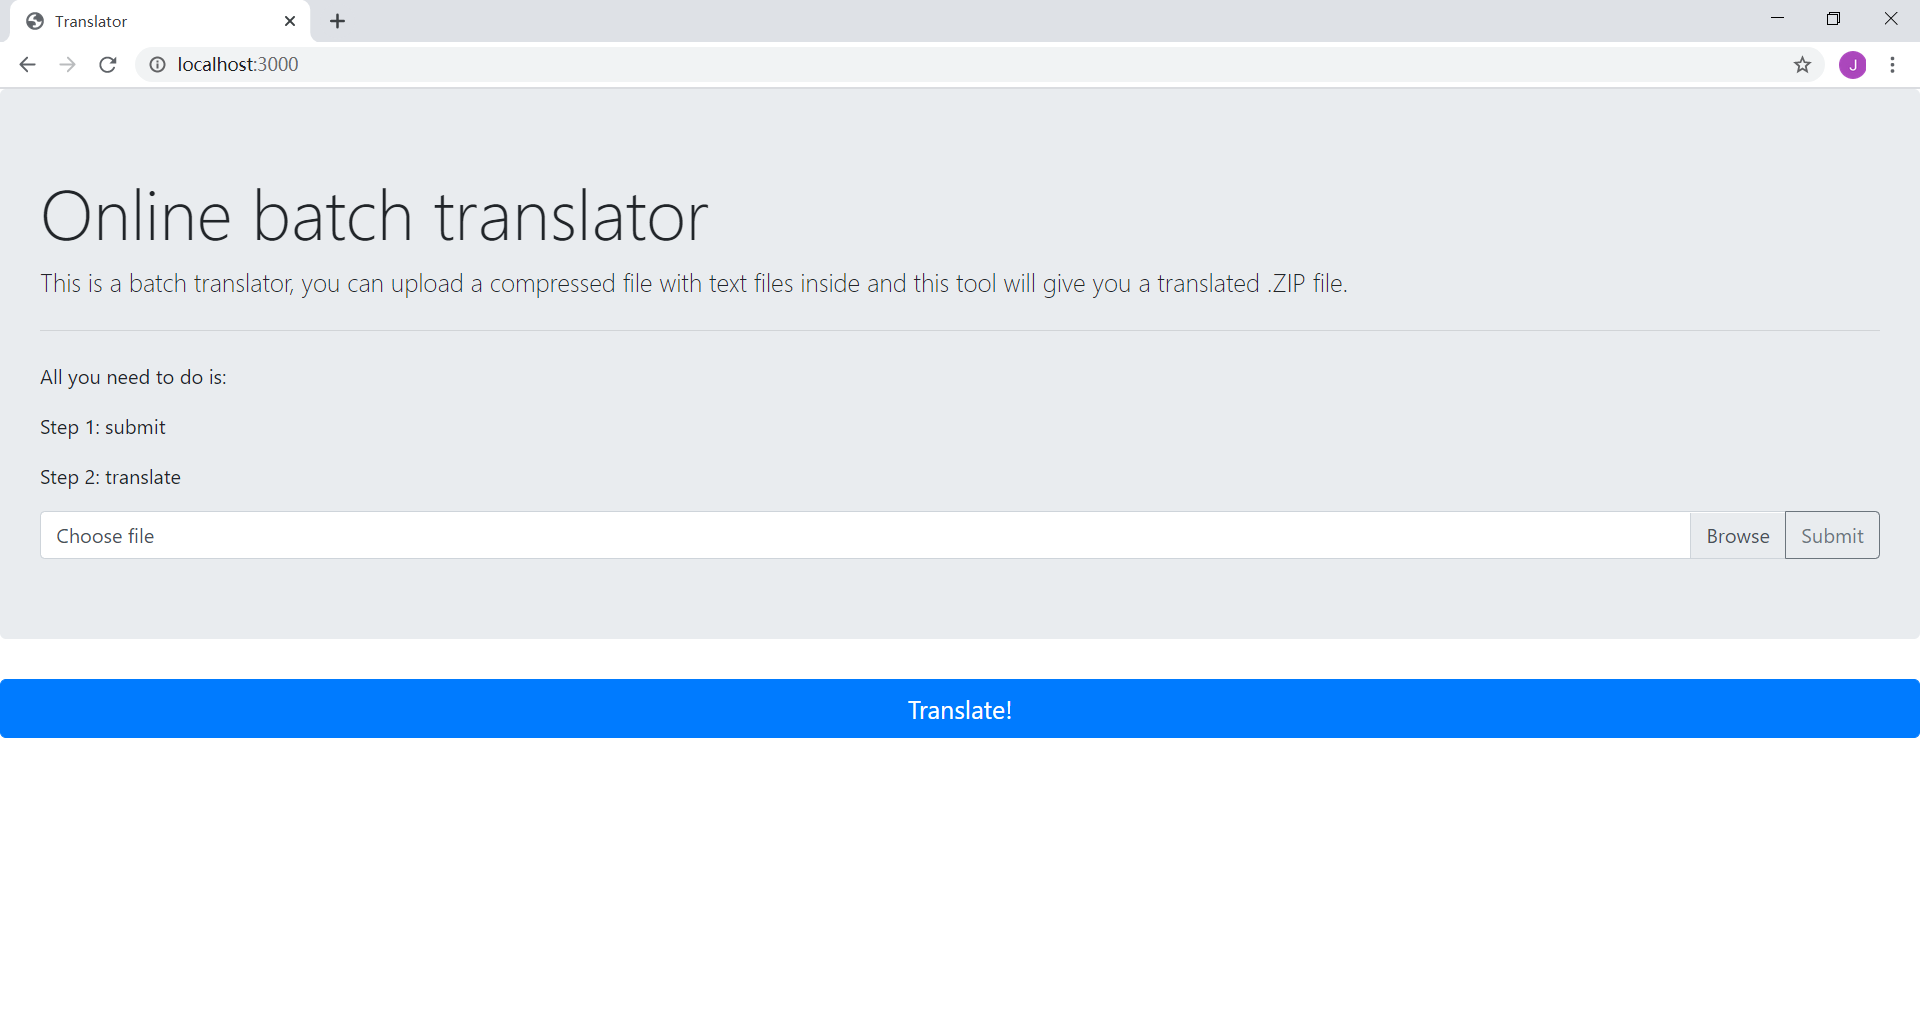 Translator
localhost:3000
J
Online batch translator
This is a batch translator, you can upload a compressed file with text files inside and this tool will give you a translated .ZIP file.
All you need to do is:
Step 1: submit
Step 2: translate
Choose file Browse Submit
Translate!